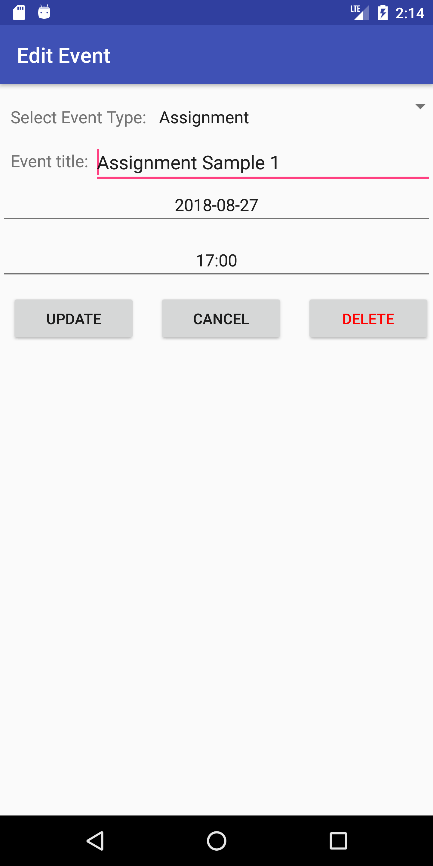 LTE 2:14
Edit Event
Select Event Type: Assignment
Event title: Assignment Sample 1
2018-08-27
17:00
UPDATE CANCEL DELETE